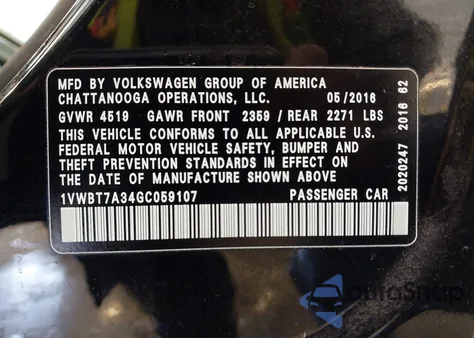 MFD BY VOLKSWAGEN GROUP OF AMERICA
CHATTANOOGA OPERATIONS, LLC. 05/2016
GVWR 4519 GAWR FRONT 2359 / REAR 2271 LBS
THIS VEHICLE CONFORMS TO ALL APPLICABLE U.S.
FEDERAL MOTOR VEHICLE SAFETY, BUMPER AND
THEFT PREVENTION STANDARDS IN EFFECT ON
THE DATE OF MANUFACTURE SHOWN ABOVE
1VWBT7A34GC059107 PASSENGER CAR
2020247 2016 62
AutoSnap